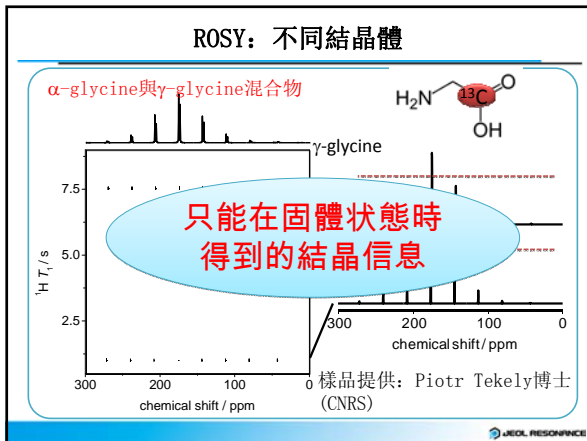 ROSY: 不同結晶體
α-glycine與γ-glycine混合物
H₂N
¹³C
O
OH
γ-glycine
只能在固體状態時
得到的結晶信息
¹H T₁ / s
7.5
5.0
2.5
300 200 100 0
chemical shift / ppm
300 200 100 0
chemical shift / ppm
樣品提供: Piotr Tekely博士
(CNRS)
JEOL RESONANCE